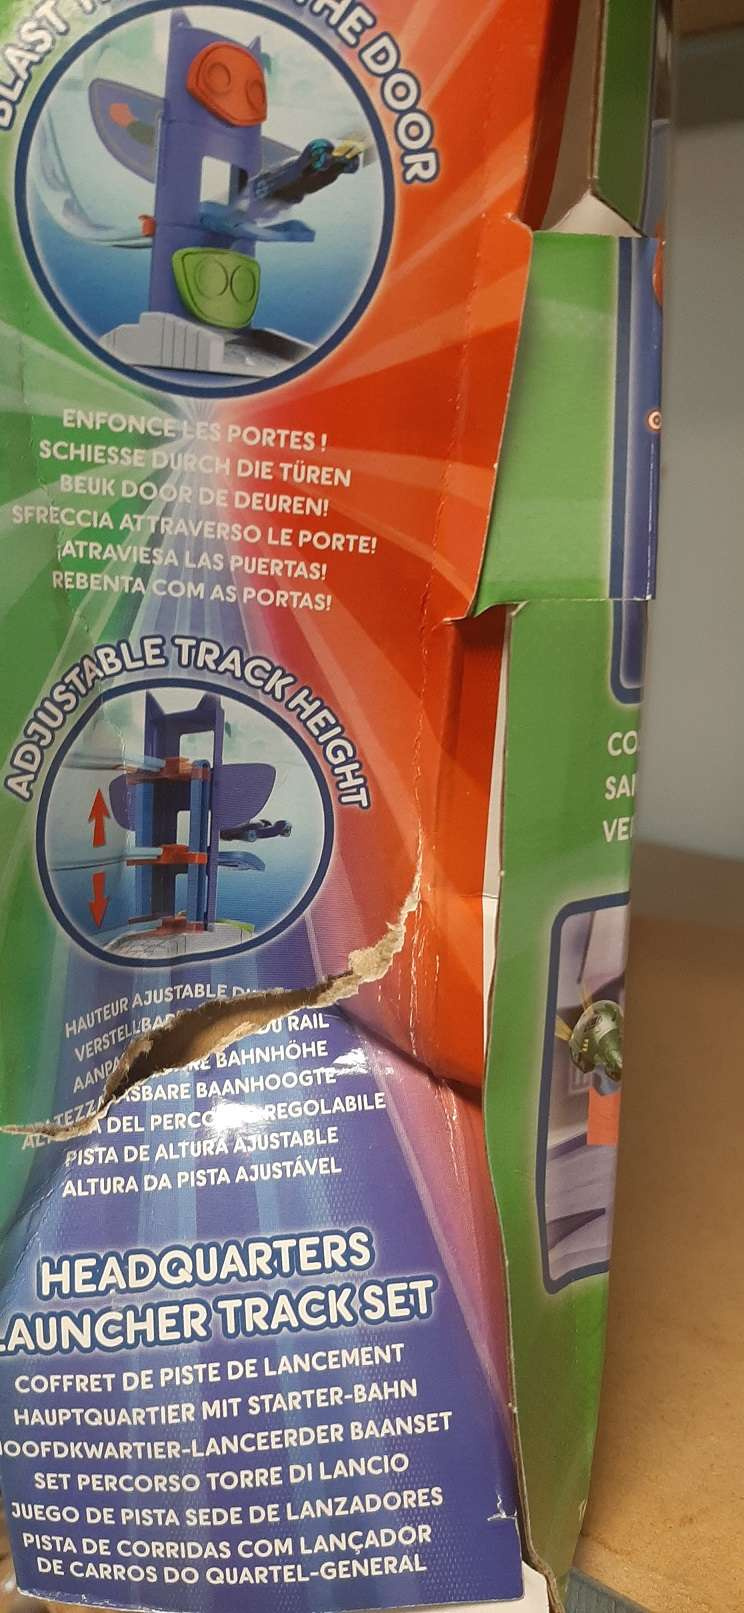 BLAST THE DOOR
ENFONCE LES PORTES !
SCHIESSE DURCH DIE TÜREN
BEUK DOOR DE DEUREN!
SFRECCIA ATTRAVERSO LE PORTE!
¡ATRAVIESA LAS PUERTAS!
REBENTA COM AS PORTAS!
ADJUSTABLE TRACK HEIGHT
HAUTEUR AJUSTABLE
RAIL
BAHNHÖHE
BAANHOOGTE
DEL REGOLABILE
PISTA DE ALTURA AJUSTABLE
ALTURA DA PISTA AJUSTÁVEL
HEADQUARTERS
LAUNCHER TRACK SET
COFFRET DE PISTE DE LANCEMENT
HAUPTQUARTIER MIT STARTER-BAHN
HOOFDKWARTIER-LANCEERDER BAANSET
SET PERCORSO TORRE DI LANCIO
JUEGO DE PISTA SEDE DE LANZADORES
PISTA DE CORRIDAS COM LANÇADOR
DE CARROS DO QUARTEL-GENERAL